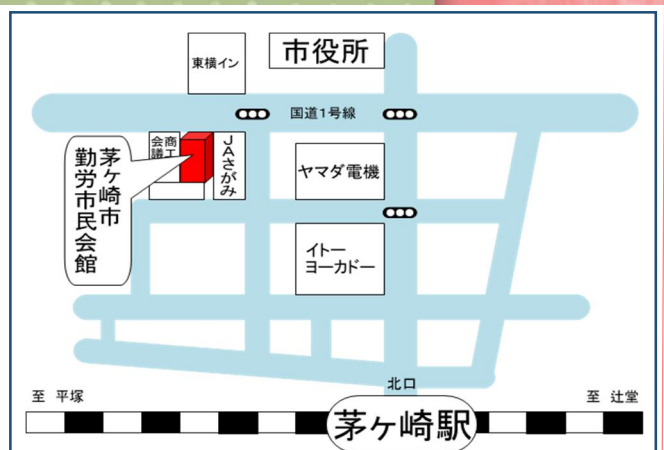 東横イン
市役所
国道1号線
商工
会議
JAさがみ
ヤマダ電機
茅ヶ崎市
勤労市民会館
イトー
ヨーカドー
北口
至 平塚
至 辻堂
茅ヶ崎駅